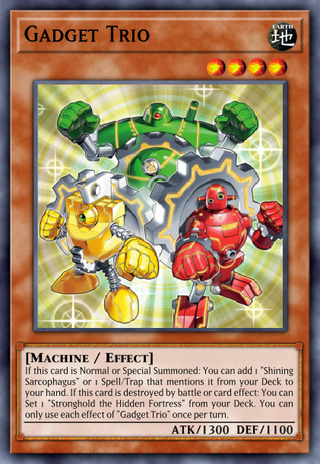 Gadget Trio
EARTH
地
[Machine / Effect]
If this card is Normal or Special Summoned: You can add 1 "Shining
Sarcophagus" or 1 Spell/Trap that mentions it from your Deck to
your hand. If this card is destroyed by battle or card effect: You can
Set 1 "Stronghold the Hidden Fortress" from your Deck. You can
only use each effect of "Gadget Trio" once per turn.
ATK/1300 DEF/1100